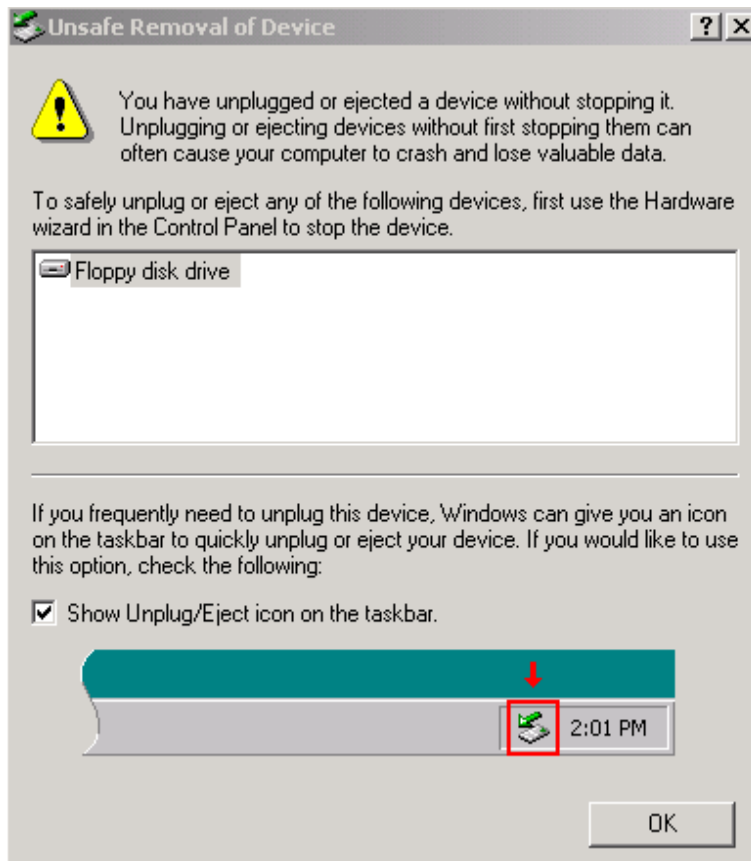 Unsafe Removal of Device
You have unplugged or ejected a device without stopping it.
Unplugging or ejecting devices without first stopping them can
often cause your computer to crash and lose valuable data.
To safely unplug or eject any of the following devices, first use the Hardware
wizard in the Control Panel to stop the device.
Floppy disk drive
If you frequently need to unplug this device, Windows can give you an icon
on the taskbar to quickly unplug or eject your device. If you would like to use
this option, check the following:
Show Unplug/Eject icon on the taskbar.
2:01 PM
OK